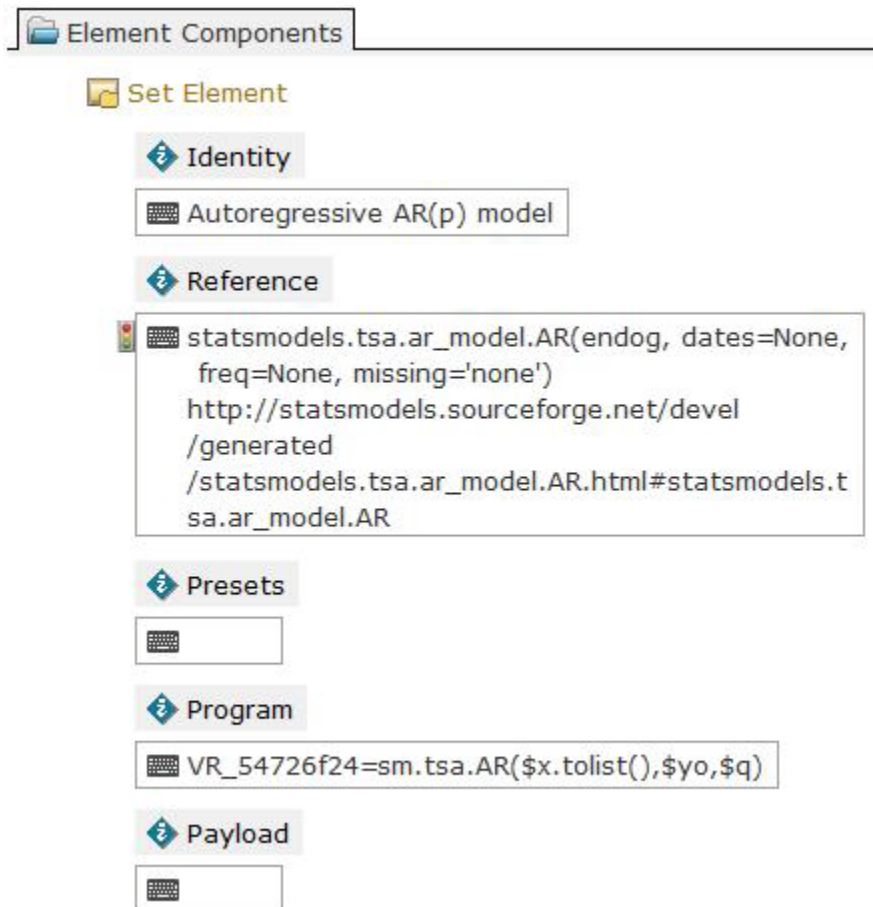 Element Components
Set Element
Identity
Autoregressive AR(p) model
Reference
statsmodels.tsa.ar_model.AR(endog, dates=None,
freq=None, missing='none')
http://statsmodels.sourceforge.net/devel
/generated
/statsmodels.tsa.ar_model.AR.html#statsmodels.t
sa.ar_model.AR
Presets
Program
VR_54726f24=sm.tsa.AR($x.tolist(),$yo,$q)
Payload